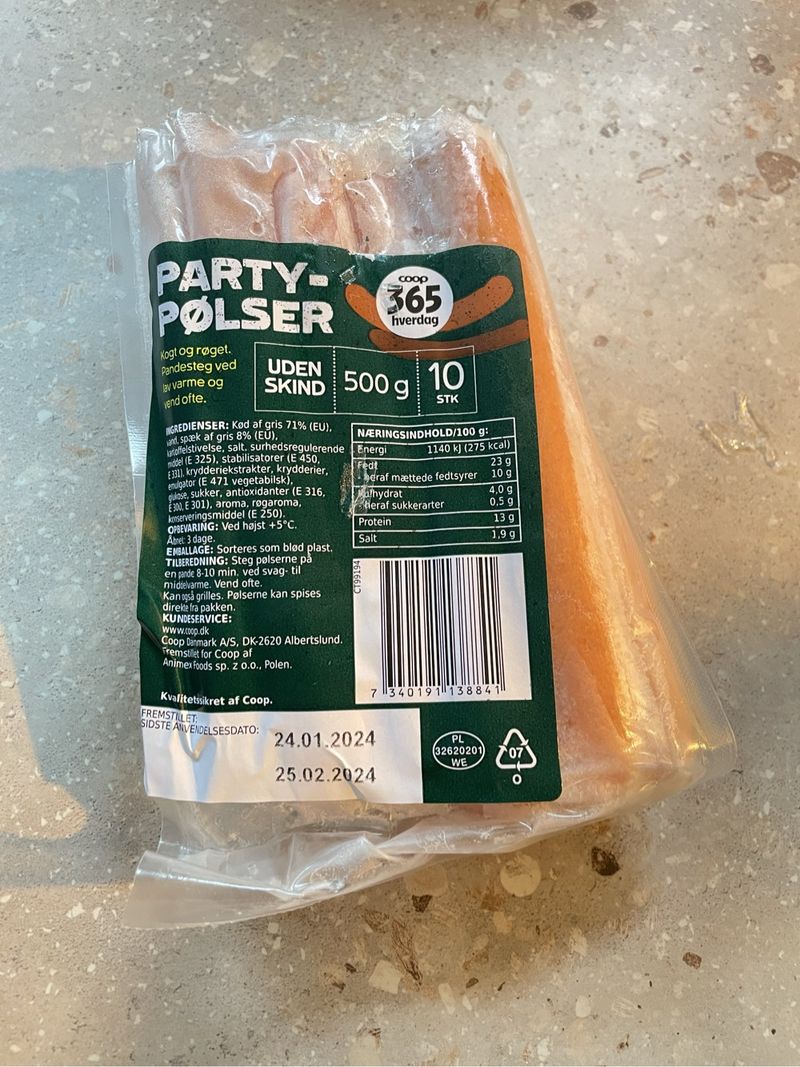 PARTY-
PØLSER
coop
365
hverdag
Kogt og røget.
Pandesteg ved
lav varme og
vend ofte.
UDEN
SKIND
500 g
10
STK
INGREDIENSER: Kød af gris 71% (EU),
vand, spæk af gris 8% (EU),
kartoffelstivelse, salt, surhedsregulerende
middel (E 325), stabilisatorer (E 450,
E 331), krydderiekstrakter, krydderier,
emulgator (E 471 vegetabilsk),
glukose, sukker, antioxidanter (E 316,
E 300, E 301), aroma, røgaroma,
konserveringsmiddel (E 250).
OPBEVARING: Ved højst +5°C.
Åbnet: 3 dage.
EMBALLAGE: Sorteres som blød plast.
TILBEREDNING: Steg pølserne på
en pande 8-10 min. ved svag- til
middelvarme. Vend ofte.
Kan også grilles. Pølserne kan spises
direkte fra pakken.
KUNDESERVICE:
www.coop.dk
Coop Danmark A/S, DK-2620 Albertslund.
Fremstillet for Coop af
Animex Foods sp. z o.o., Polen.
Kvalitetssikret af Coop.
NÆRINGSINDHOLD/100 g:
Energi 1140 kJ (275 kcal)
Fedt 23 g
heraf mættede fedtsyrer 10 g
Kulhydrat 4,0 g
heraf sukkerarter 0,5 g
Protein 13 g
Salt 1,9 g
CT99194
7 340191 138841
FREMSTILLET:
SIDSTE ANVENDELSESDATO:
24.01.2024
25.02.2024
PL
32620201
WE
07
O